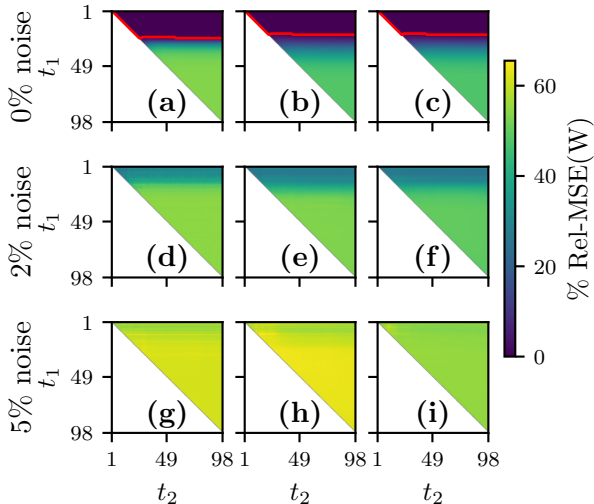 0% noise
t₁
1
49
98
(a)
(b)
(c)
2% noise
t₁
1
49
98
(d)
(e)
(f)
5% noise
t₁
1
49
98
(g)
(h)
(i)
1 49 98
1 49 98
1 49 98
t₂
t₂
t₂
60
40
20
0
% Rel-MSE(W)